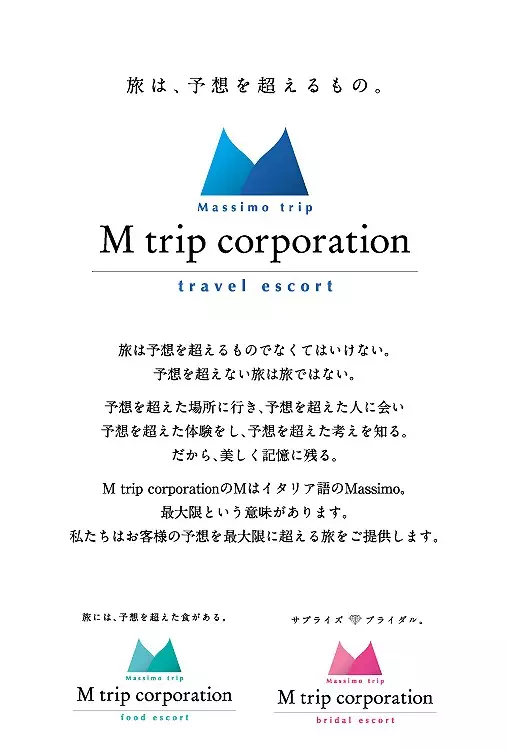 旅は、予想を超えるもの。
Massimo trip
M trip corporation
travel escort
旅は予想を超えるものでなくてはいけない。
予想を超えない旅は旅ではない。
予想を超えた場所に行き、予想を超えた人に会い
予想を超えた体験をし、予想を超えた考えを知る。
だから、美しく記憶に残る。
M trip corporationのMはイタリア語のMassimo。
最大限という意味があります。
私たちはお客様の予想を最大限に超える旅をご提供します。
旅には、予想を超えた食がある。
Massimo trip
M trip corporation
food escort
サプライズ ブライダル。
Massimo trip
M trip corporation
bridal escort